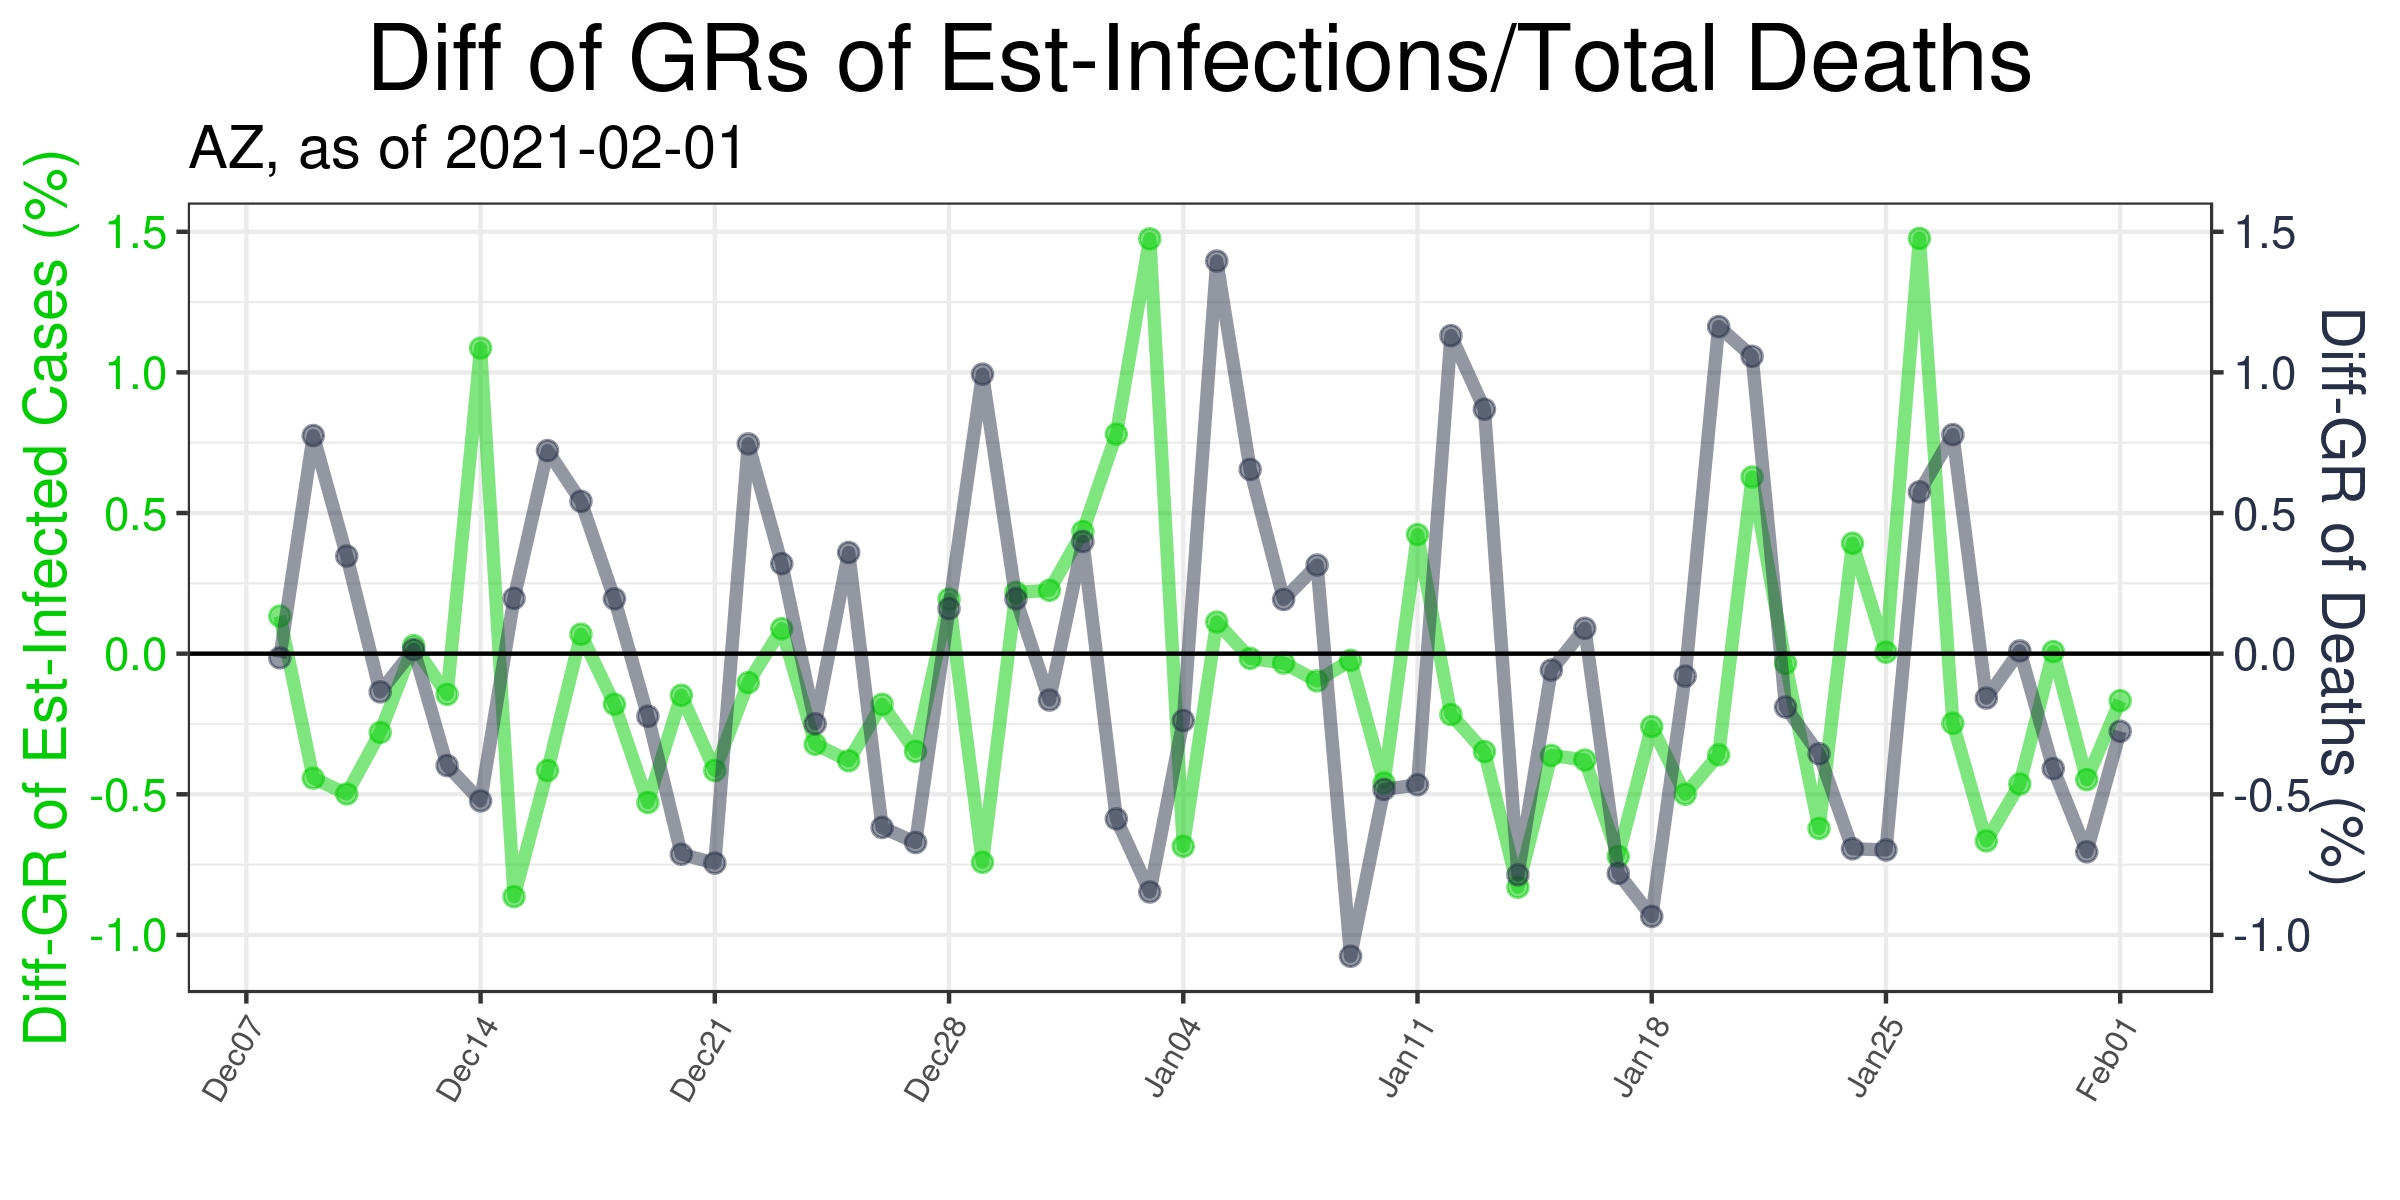 Diff of GRs of Est-Infections/Total Deaths
AZ, as of 2021-02-01
Diff-GR of Est-Infected Cases (%)
1.5
1.0
0.5
0.0
-0.5
-1.0
1.5
1.0
0.5
0.0
-0.5
-1.0
Diff-GR of Deaths (%)
Dec07
Dec14
Dec21
Dec28
Jan04
Jan11
Jan18
Jan25
Feb01